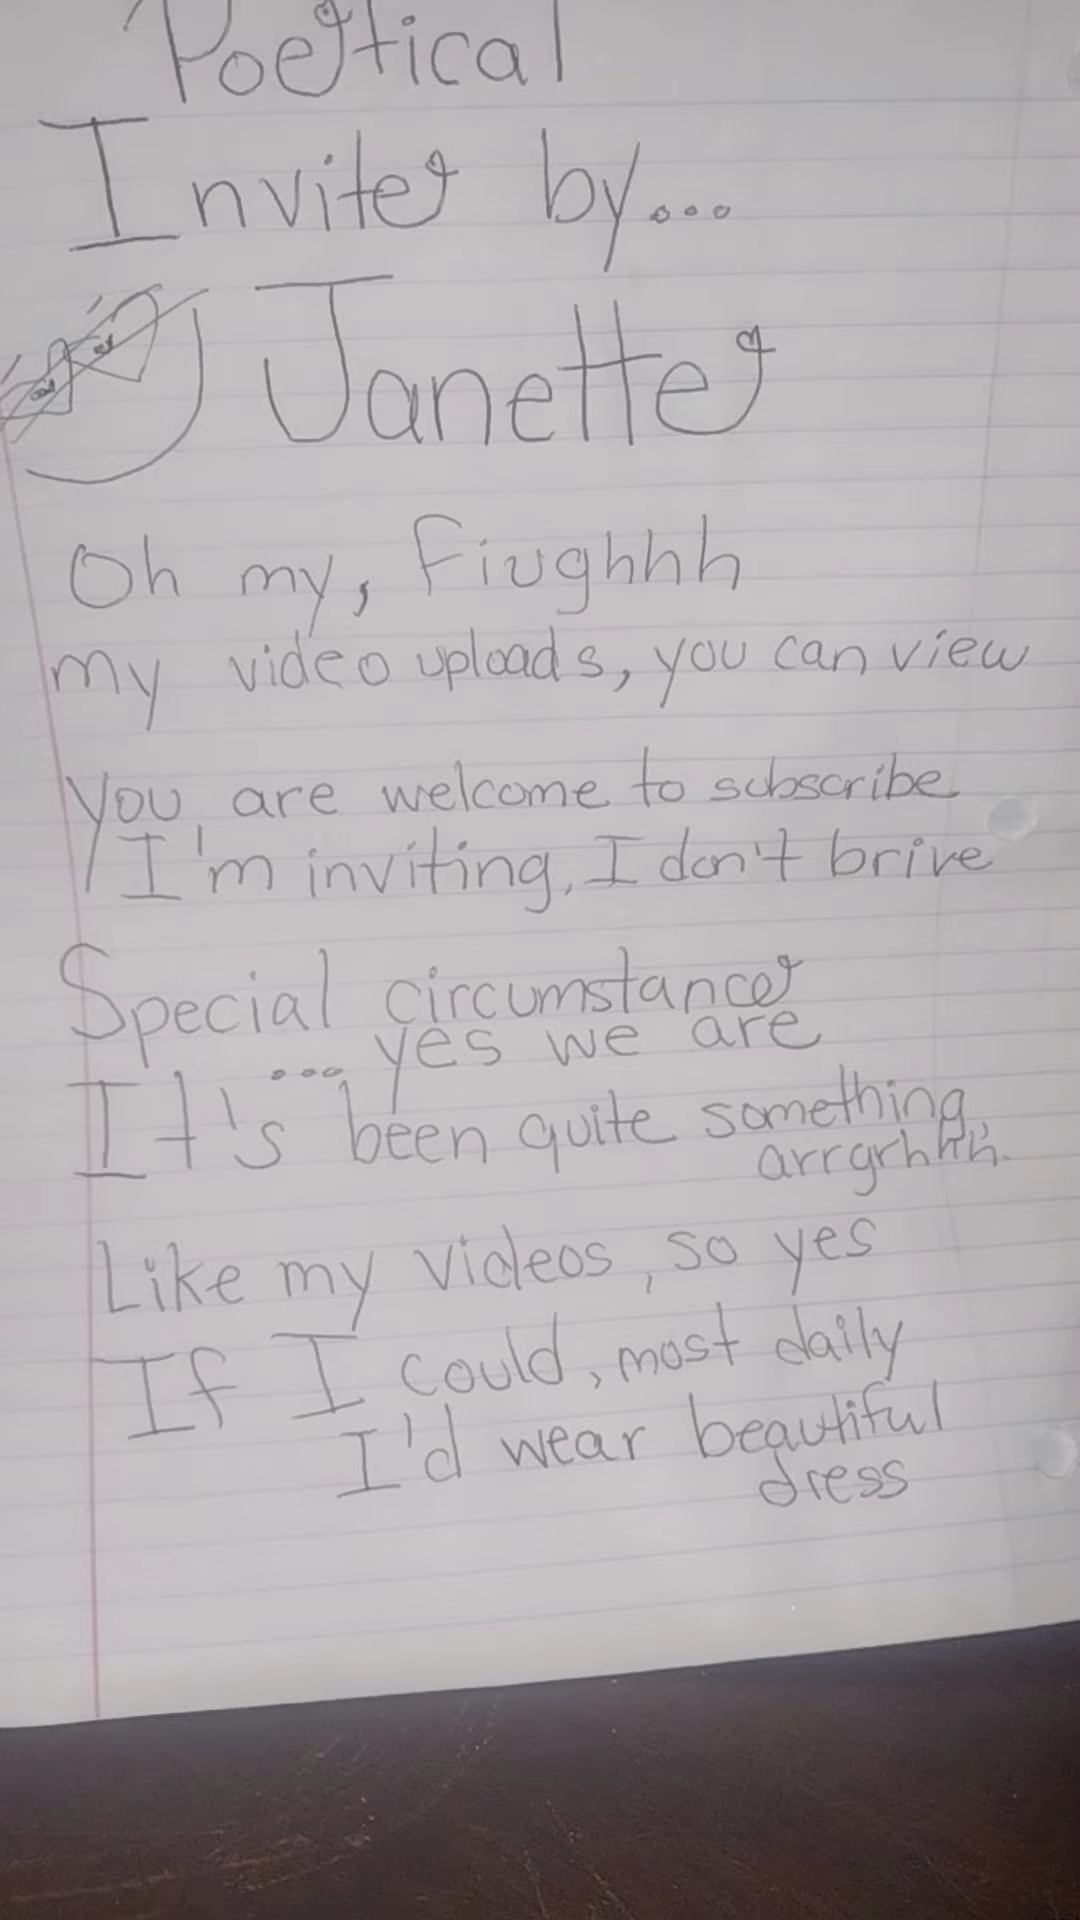 Poetical
Invite by...
Janette
Oh my, Fiughhh
my video uploads, you can view
You are welcome to subscribe
I'm inviting, I don't brive
Special circumstance
... yes we are
It's been quite something
arrgrhhh.
Like my videos, so yes
If I could, most daily
I'd wear beautiful
dress